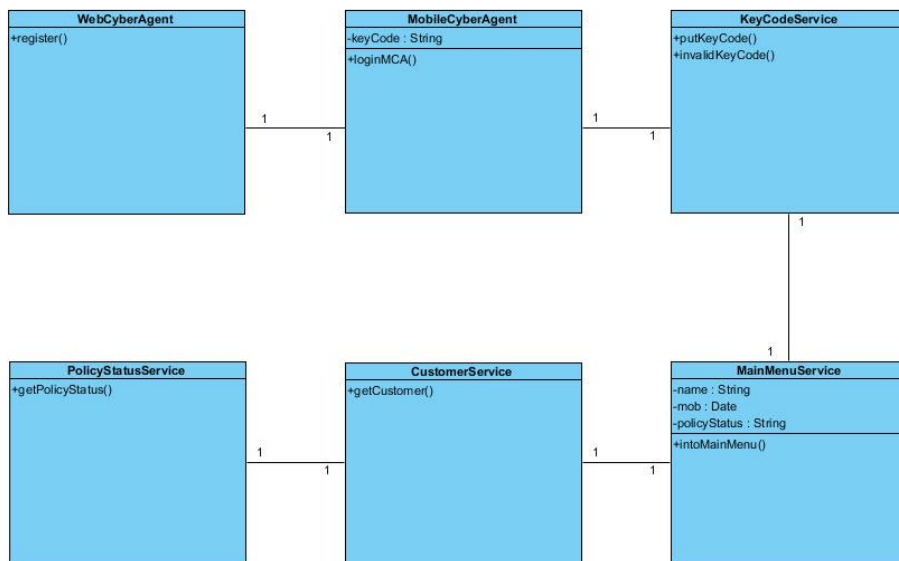 WebCyberAgent
+register()
MobileCyberAgent
-keyCode : String
+loginMCA()
KeyCodeService
+putKeyCode()
+invalidKeyCode()
1
1
1
1
1
1
PolicyStatusService
+getPolicyStatus()
CustomerService
+getCustomer()
MainMenuService
-name : String
-mob : Date
-policyStatus : String
+intoMainMenu()
1
1
1
1